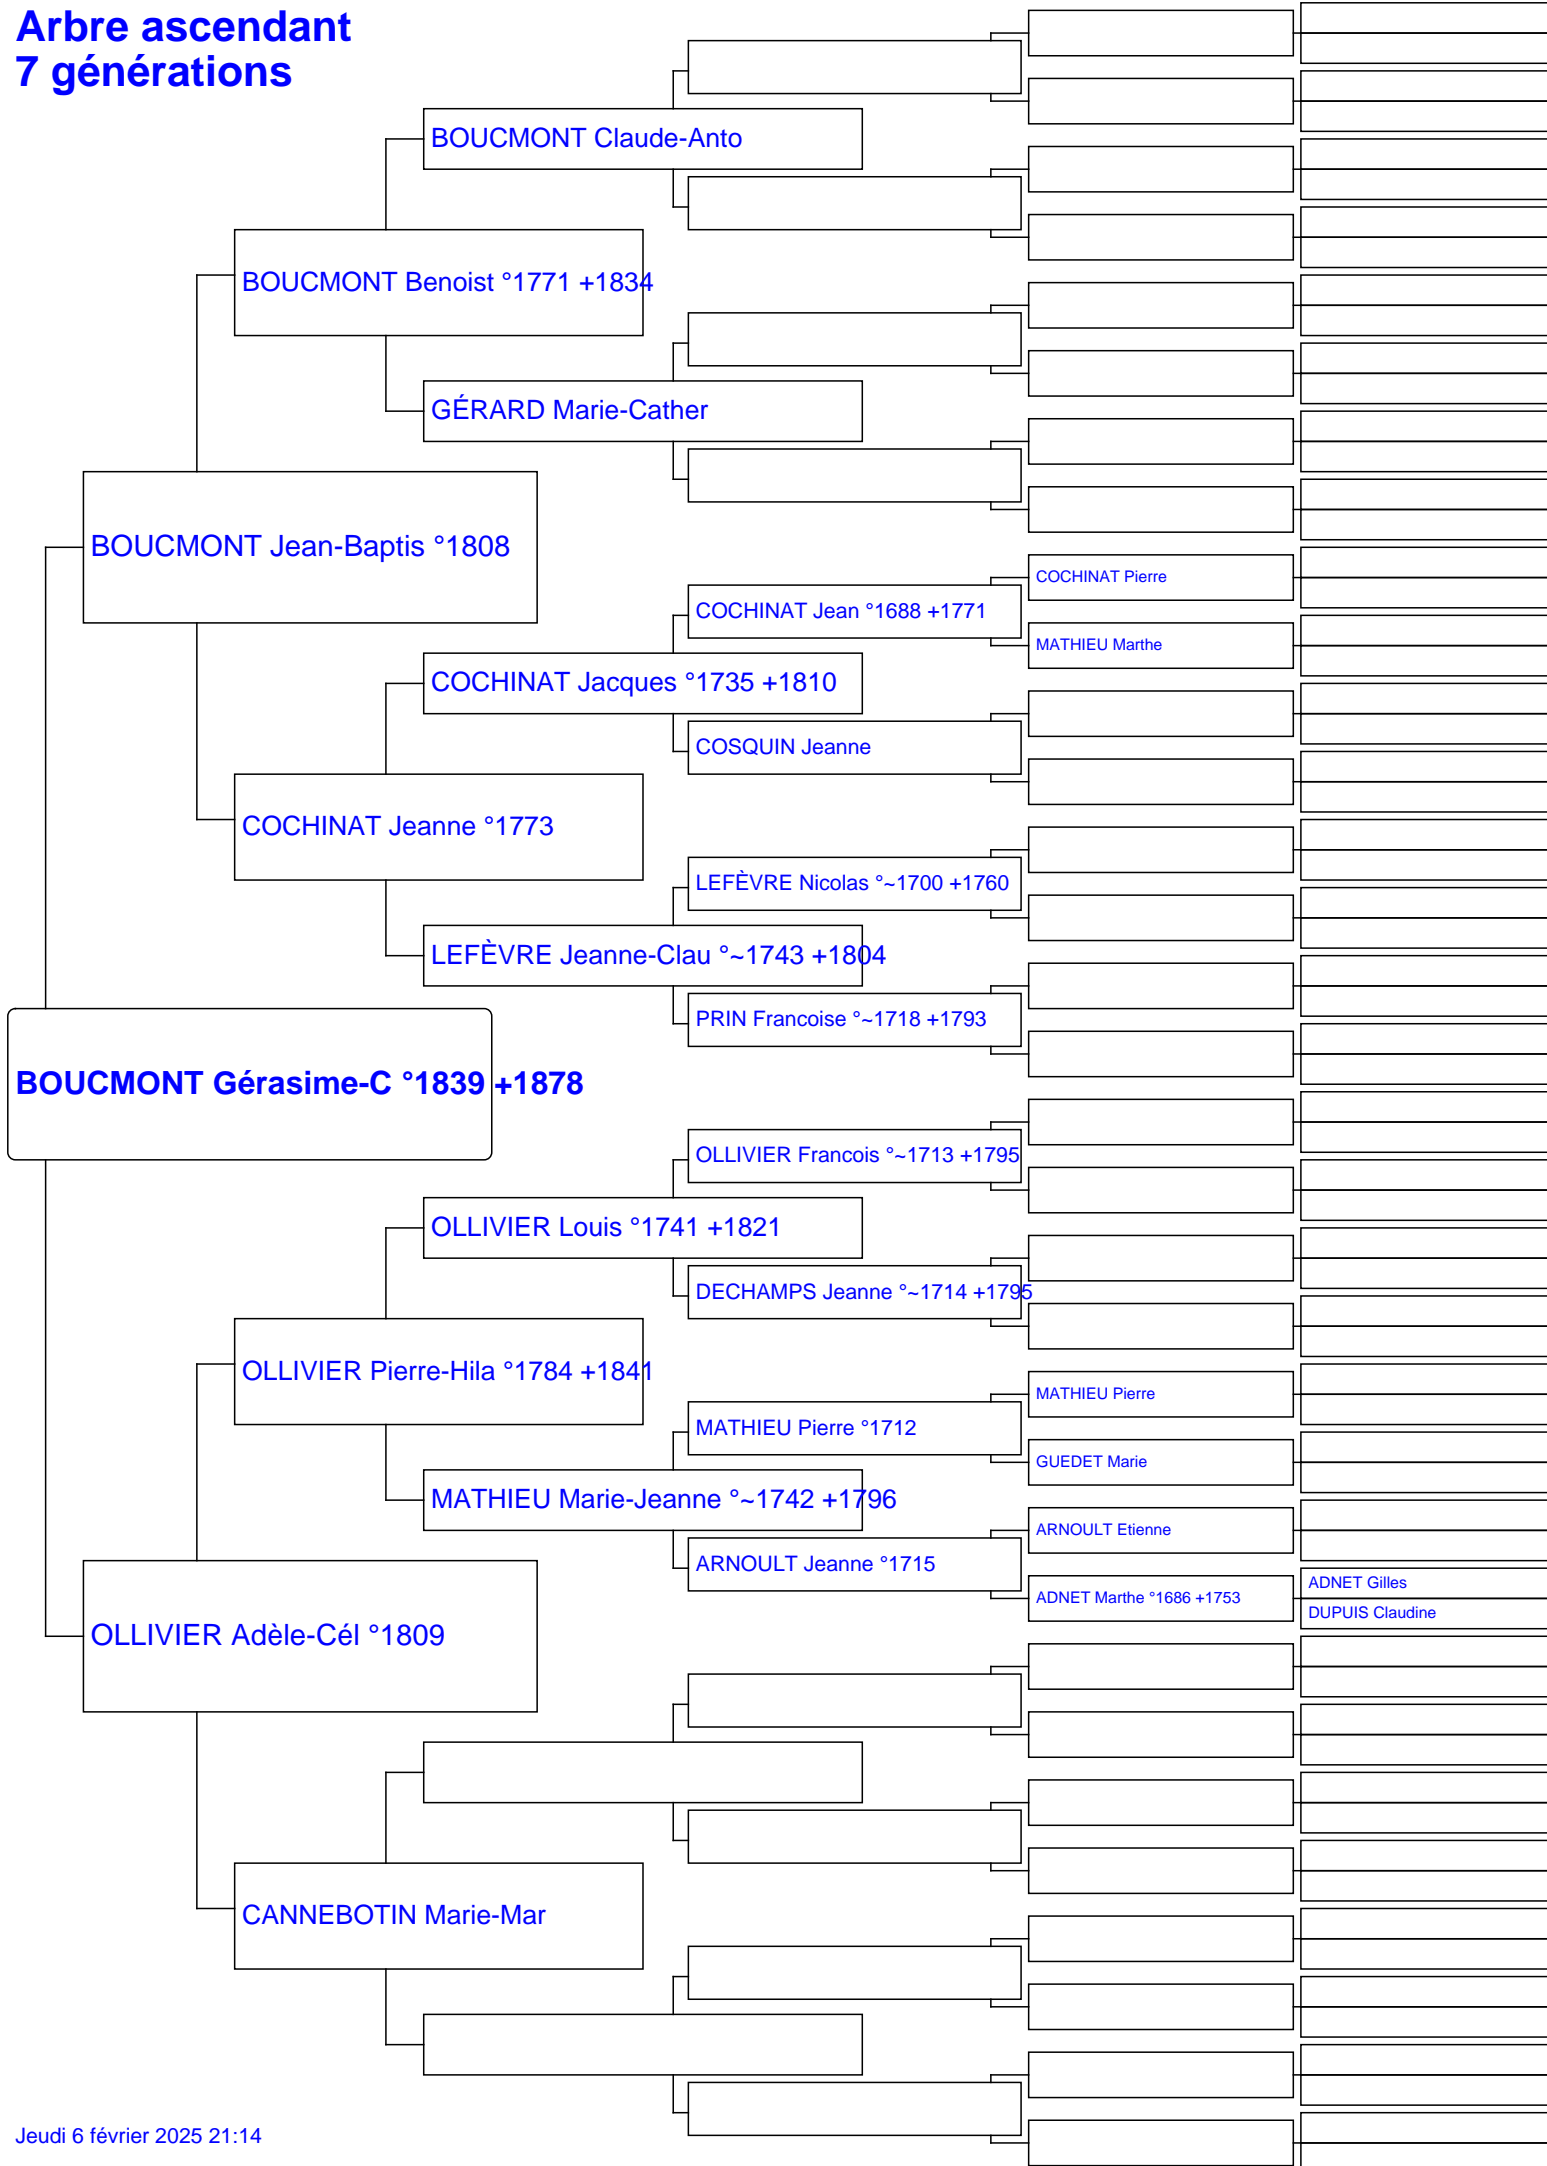 Arbre ascendant
7 générations
BOUCMONT Claude-Anto
BOUCMONT Benoist °1771 +1834
GÉRARD Marie-Cather
BOUCMONT Jean-Baptis °1808
COCHINAT Pierre
COCHINAT Jean °1688 +1771
MATHIEU Marthe
COCHINAT Jacques °1735 +1810
COSQUIN Jeanne
COCHINAT Jeanne °1773
LEFÈVRE Nicolas °~1700 +1760
LEFÈVRE Jeanne-Clau °~1743 +1804
PRIN Francoise °~1718 +1793
BOUCMONT Gérasime-C °1839 +1878
OLLIVIER Francois °~1713 +1795
OLLIVIER Louis °1741 +1821
DECHAMPS Jeanne °~1714 +1795
OLLIVIER Pierre-Hila °1784 +1841
MATHIEU Pierre
MATHIEU Pierre °1712
GUEDET Marie
MATHIEU Marie-Jeanne °~1742 +1796
ARNOULT Etienne
ARNOULT Jeanne °1715
ADNET Gilles
ADNET Marthe °1686 +1753
DUPUIS Claudine
OLLIVIER Adèle-Cél °1809
CANNEBOTIN Marie-Mar
Jeudi 6 février 2025 21:14